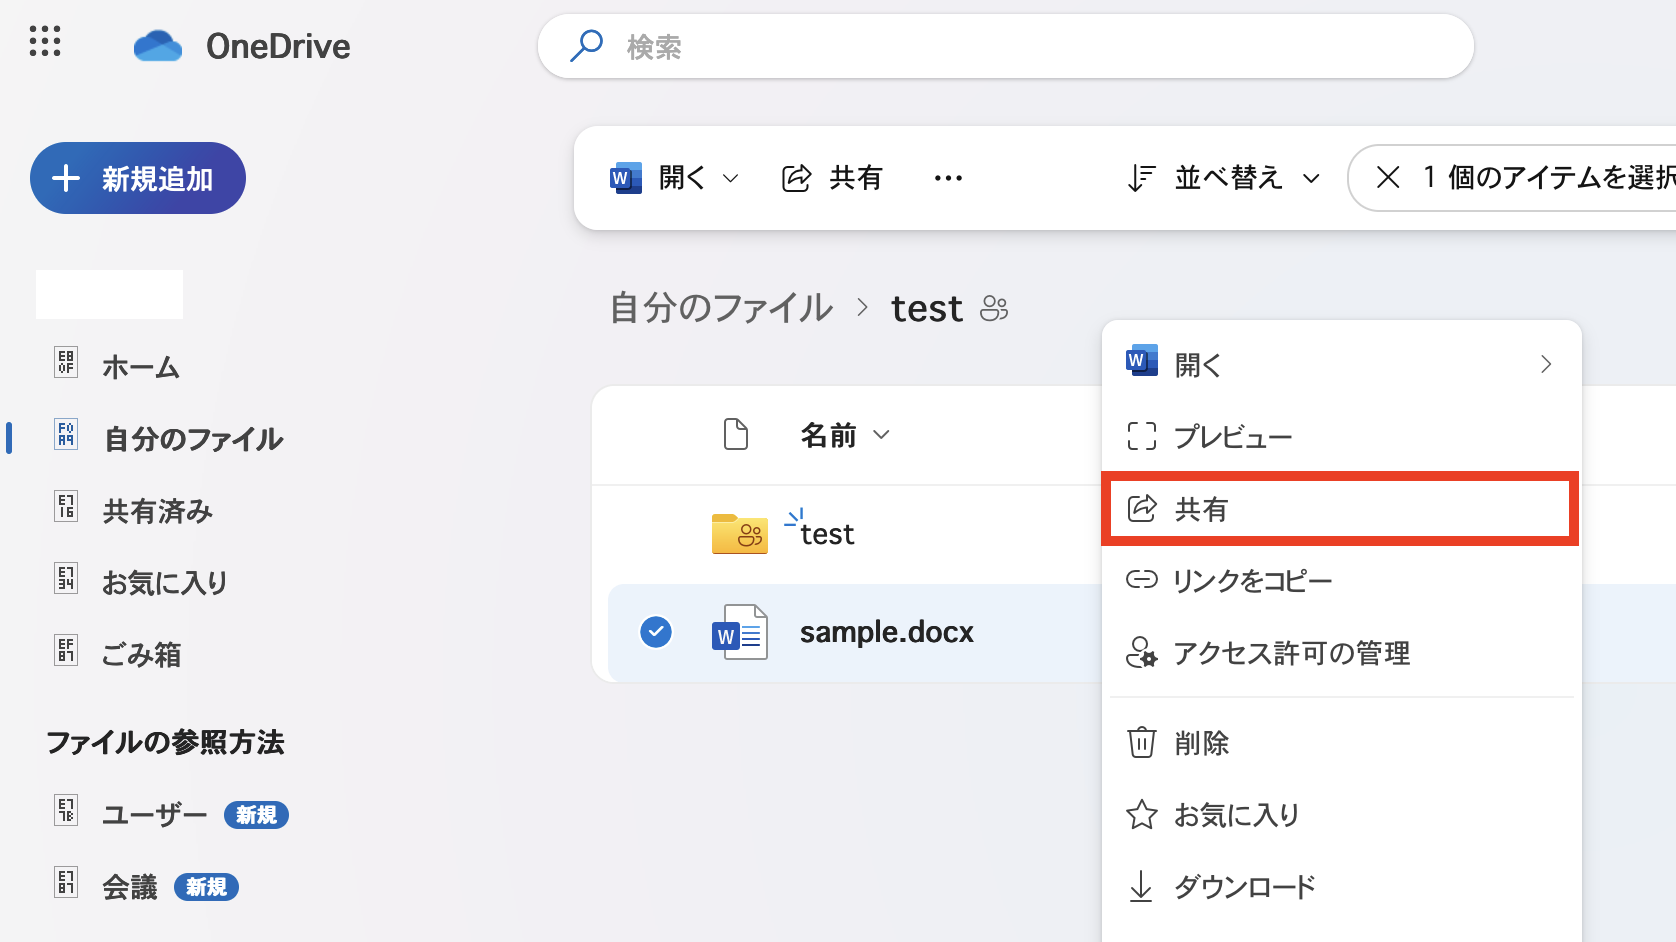 OneDrive
検索
新規追加
開く
共有
並べ替え
1 個のアイテムを選択
自分のファイル > test
ホーム
自分のファイル
共有済み
お気に入り
ごみ箱
ファイルの参照方法
ユーザー 新規
会議 新規
名前
test
sample.docx
開く
プレビュー
共有
リンクをコピー
アクセス許可の管理
削除
お気に入り
ダウンロード